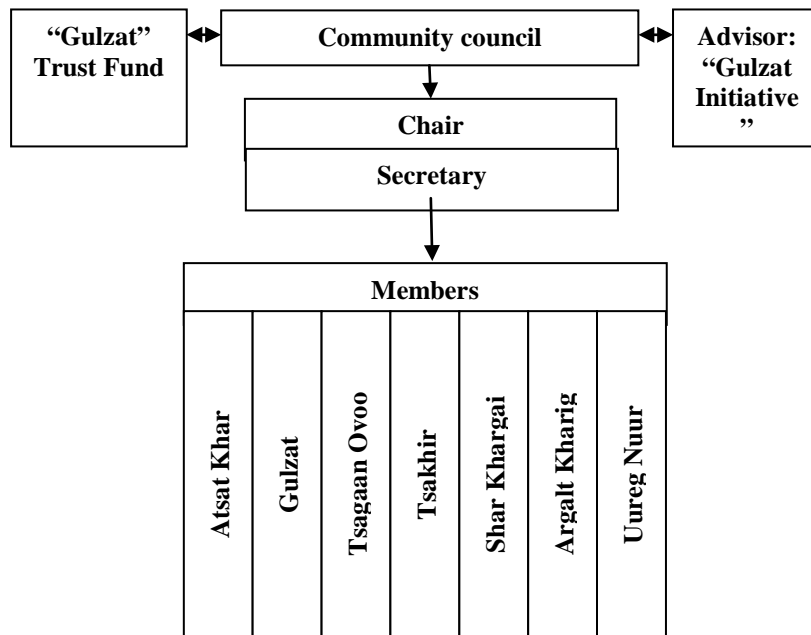 “Gulzat”
Trust Fund
Community council
Advisor:
“Gulzat
Initiative
”
Chair
Secretary
Members
Atsat Khar
Gulzat
Tsagaan Ovoo
Tsakhir
Shar Khargai
Argalt Kharig
Uureg Nuur